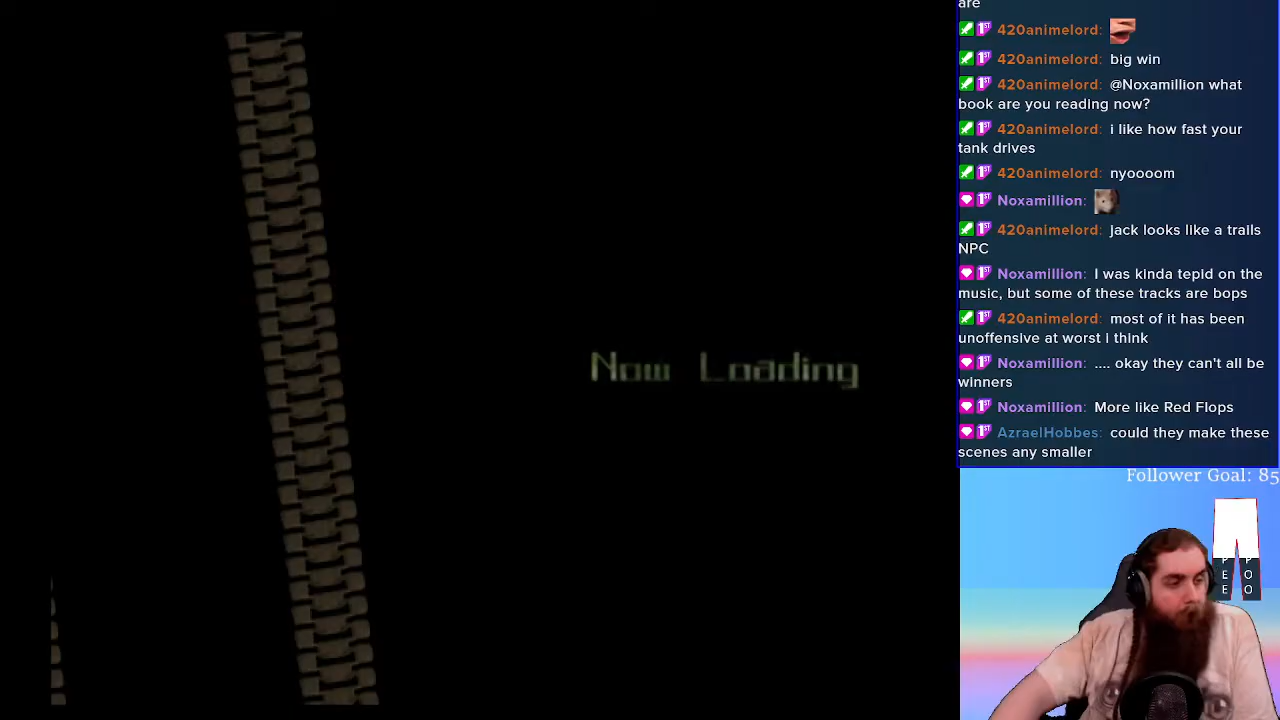 are
420animelord:
420animelord: big win
420animelord: @Noxamillion what
book are you reading now?
420animelord: i like how fast your
tank drives
420animelord: nyoooom
Noxamillion:
420animelord: jack looks like a trails
NPC
Noxamillion: I was kinda tepid on the
music, but some of these tracks are bops
420animelord: most of it has been
unoffensive at worst i think
Noxamillion: .... okay they can't all be
winners
Noxamillion: More like Red Flops
AzraelHobbes: could they make these
scenes any smaller
Now Loading
Follower Goal: 85
P P
E O
E O